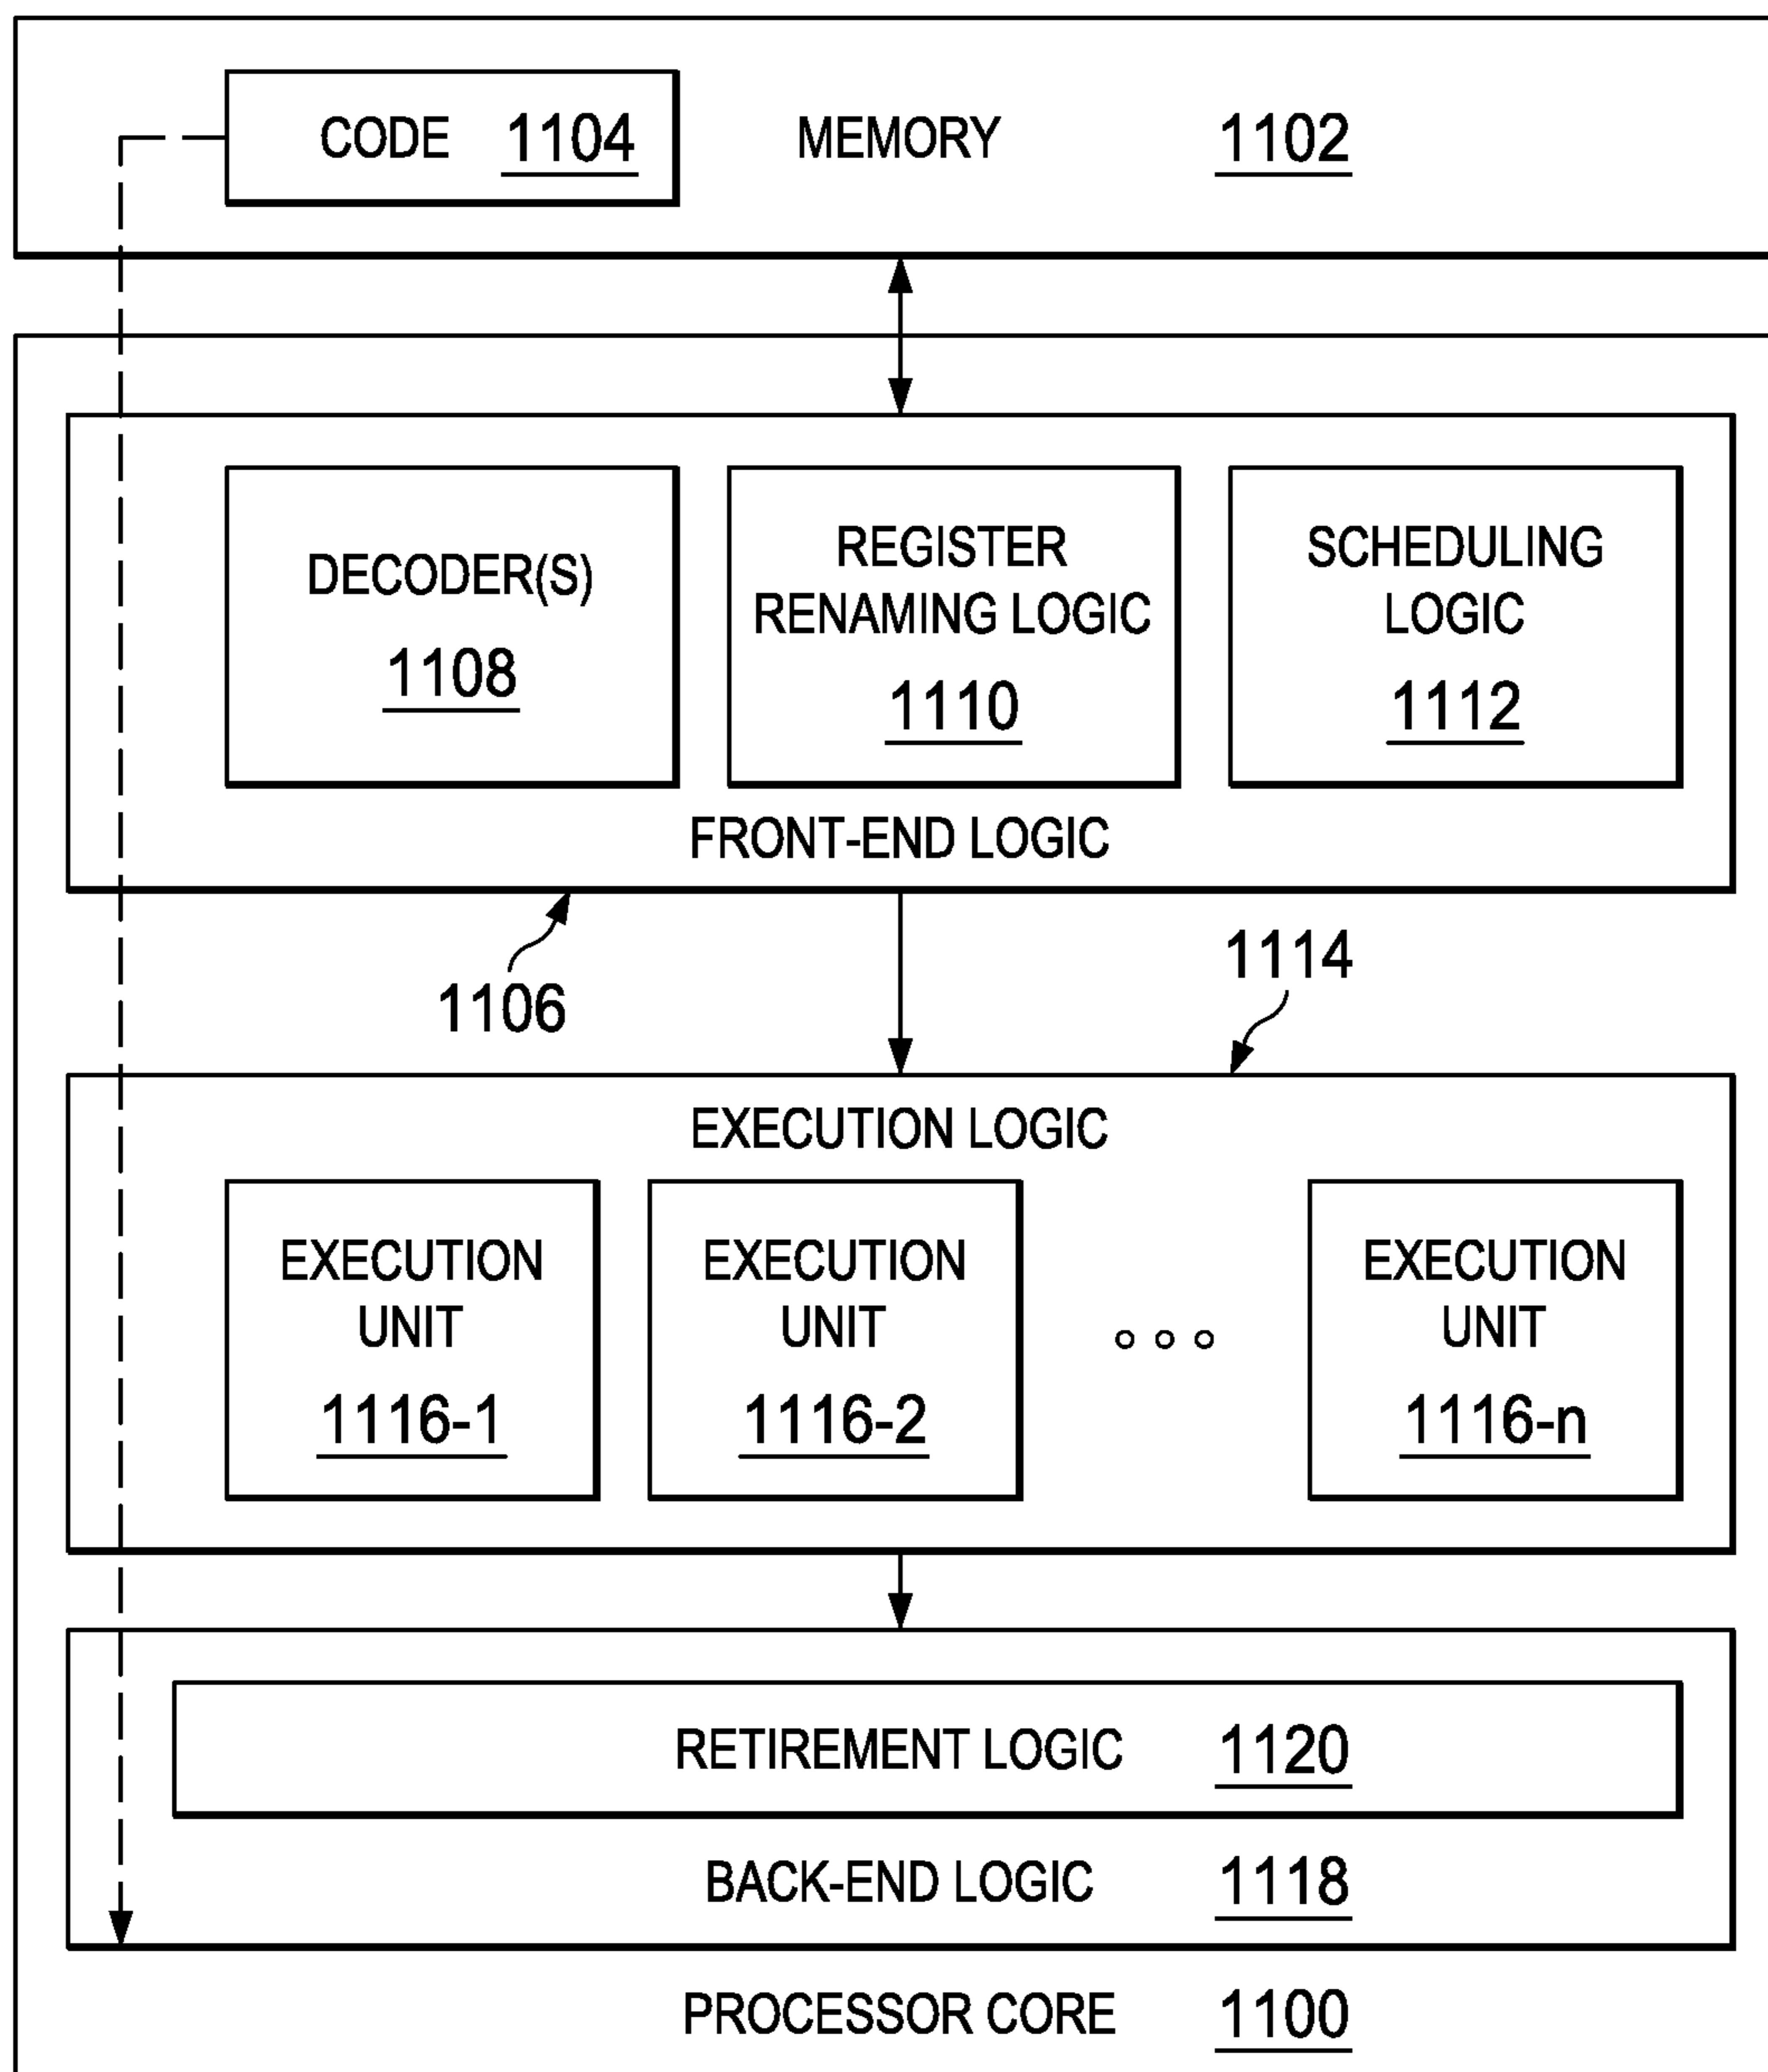 CODE 1104 MEMORY 1102
DECODER(S)
1108
REGISTER
RENAMING LOGIC
1110
SCHEDULING
LOGIC
1112
FRONT-END LOGIC
1106
1114
EXECUTION LOGIC
EXECUTION
UNIT
1116-1
EXECUTION
UNIT
1116-2
EXECUTION
UNIT
1116-n
RETIREMENT LOGIC 1120
BACK-END LOGIC 1118
PROCESSOR CORE 1100